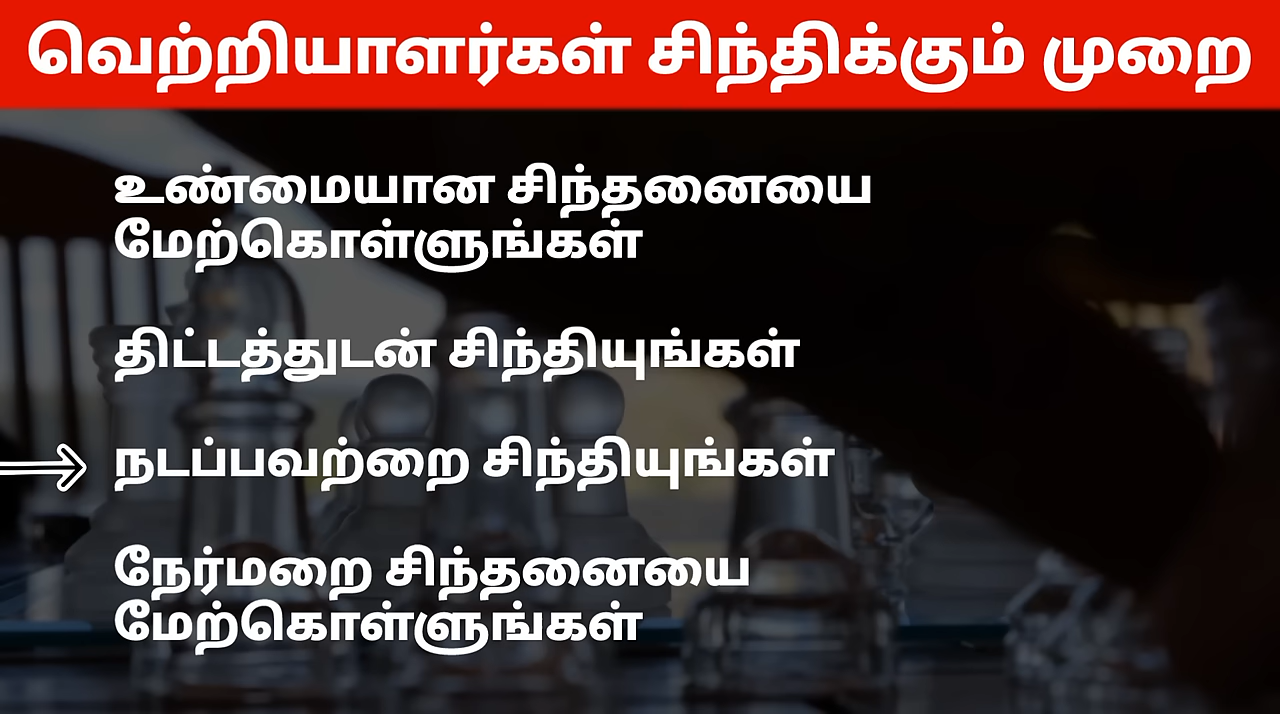 வெற்றியாளர்கள் சிந்திக்கும் முறை
உண்மையான சிந்தனையை
மேற்கொள்ளுங்கள்
திட்டத்துடன் சிந்தியுங்கள்
நடப்பவற்றை சிந்தியுங்கள்
நேர்மறை சிந்தனையை
மேற்கொள்ளுங்கள்